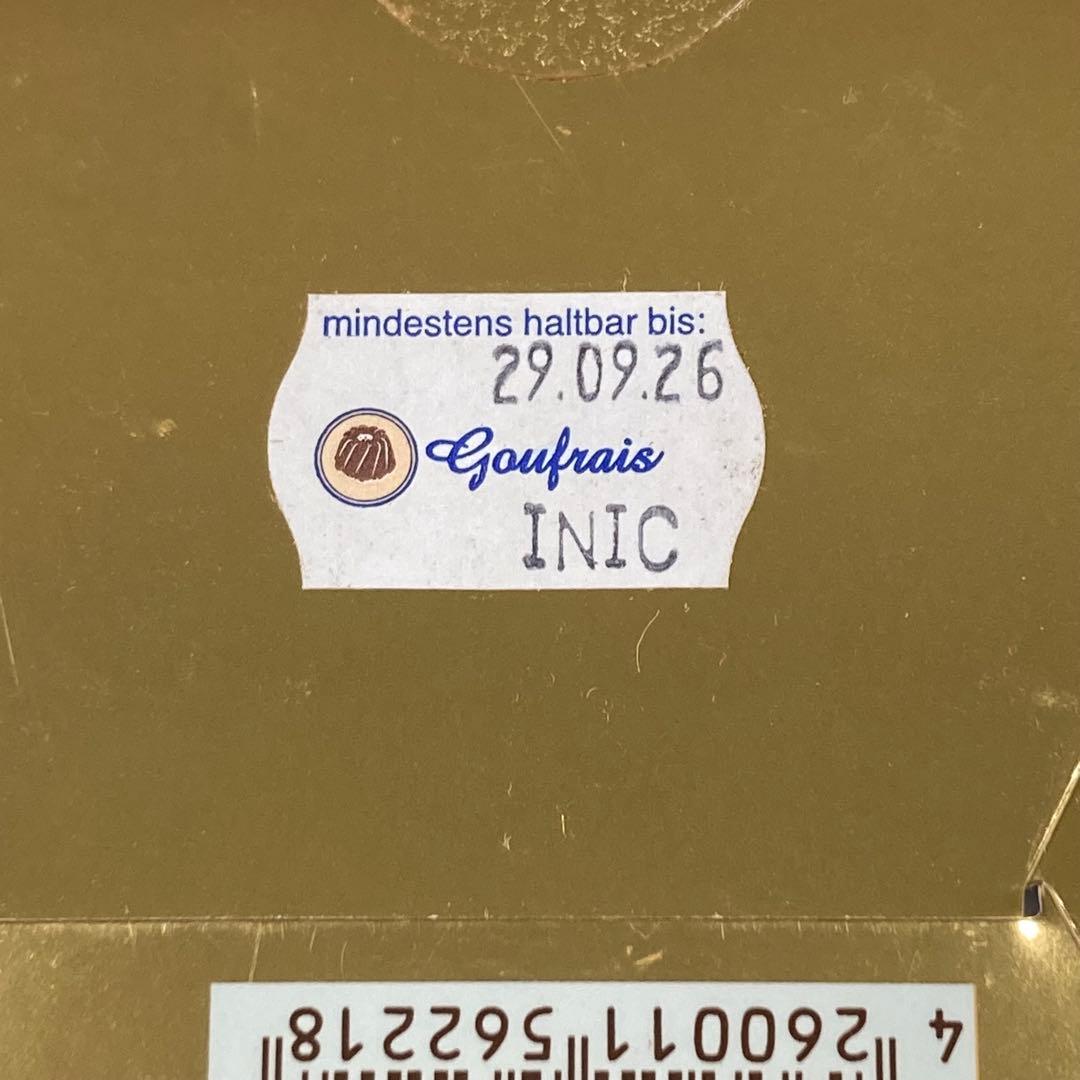 mindestens haltbar bis:
29.09.26
Goufrais
INIC
4 260011 562218